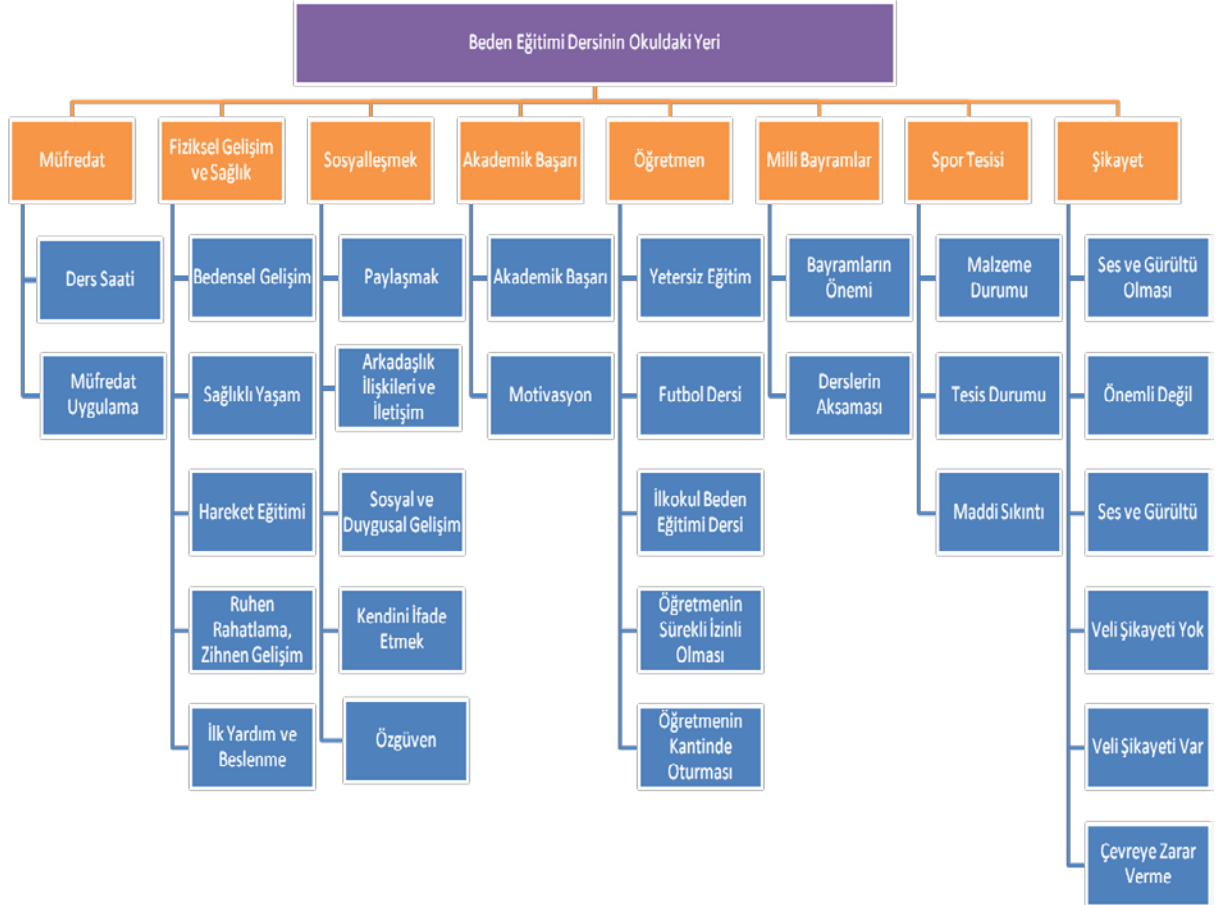 Beden Eğitimi Dersinin Okuldaki Yeri
Müfredat
Ders Saati
Müfredat
Uygulama
Fiziksel Gelişim
ve Sağlık
Bedensel Gelişim
Sağlıklı Yaşam
Hareket Eğitimi
Ruhen
Rahatlama,
Zihnen Gelişim
İlk Yardım ve
Beslenme
Sosyalleşmek
Paylaşmak
Arkadaşlık
İlişkileri ve
İletişim
Sosyal ve
Duygusal Gelişim
Kendini İfade
Etmek
Özgüven
Akademik Başarı
Akademik Başarı
Motivasyon
Öğretmen
Yetersiz Eğitim
Futbol Dersi
İlkokul Beden
Eğitimi Dersi
Öğretmenin
Sürekli İzinli
Olması
Öğretmenin
Kantinde
Oturması
Milli Bayramlar
Bayramların
Önemi
Derslerin
Aksaması
Spor Tesisi
Malzeme
Durumu
Tesis Durumu
Maddi Sıkıntı
Şikayet
Ses ve Gürültü
Olması
Önemli Değil
Ses ve Gürültü
Veli Şikayeti Yok
Veli Şikayeti Var
Çevreye Zarar
Verme